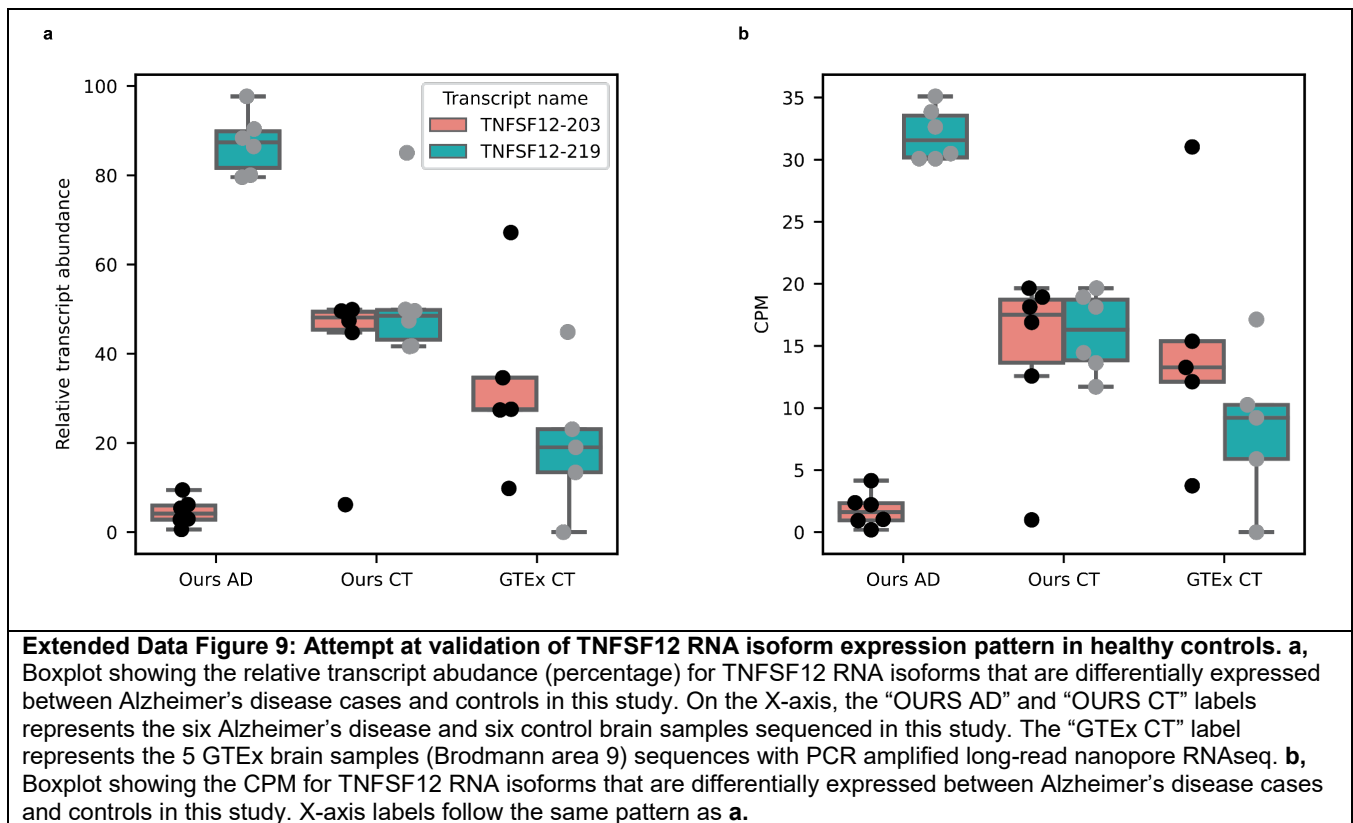 a
b
100
80
60
40
20
0
Relative transcript abundance
Transcript name
TNFSF12-203
TNFSF12-219
Ours AD
Ours CT
GTEx CT
35
30
25
20
15
10
5
0
CPM
Ours AD
Ours CT
GTEx CT
Extended Data Figure 9: Attempt at validation of TNFSF12 RNA isoform expression pattern in healthy controls. a,
Boxplot showing the relative transcript abudance (percentage) for TNFSF12 RNA isoforms that are differentially expressed
between Alzheimer's disease cases and controls in this study. On the X-axis, the “OURS AD” and “OURS CT” labels
represents the six Alzheimer's disease and six control brain samples sequenced in this study. The “GTEx CT” label
represents the 5 GTEx brain samples (Brodmann area 9) sequences with PCR amplified long-read nanopore RNAseq. b,
Boxplot showing the CPM for TNFSF12 RNA isoforms that are differentially expressed between Alzheimer's disease cases
and controls in this study. X-axis labels follow the same pattern as a.